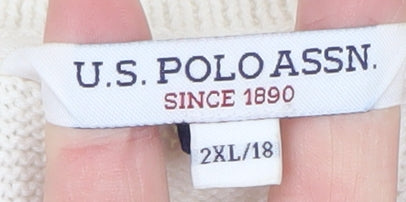 U.S. POLO ASSN.
SINCE 1890
2XL/18